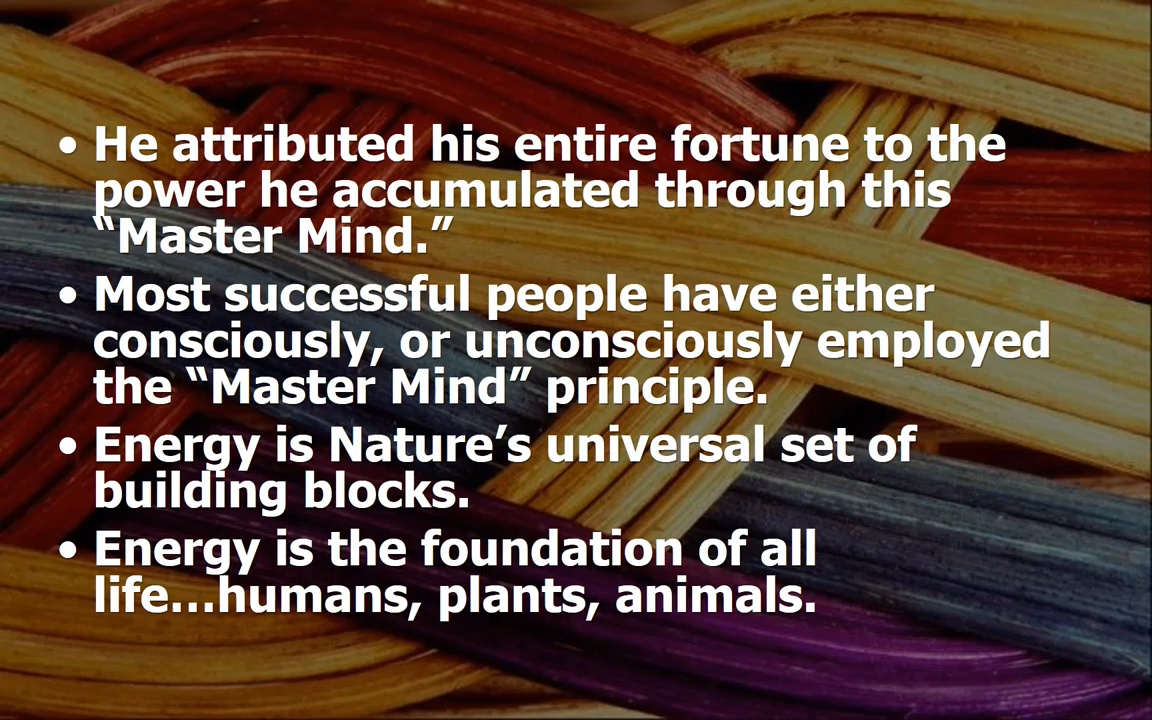 • He attributed his entire fortune to the
power he accumulated through this
“Master Mind.”
• Most successful people have either
consciously, or unconsciously employed
the “Master Mind” principle.
• Energy is Nature’s universal set of
building blocks.
• Energy is the foundation of all
life…humans, plants, animals.